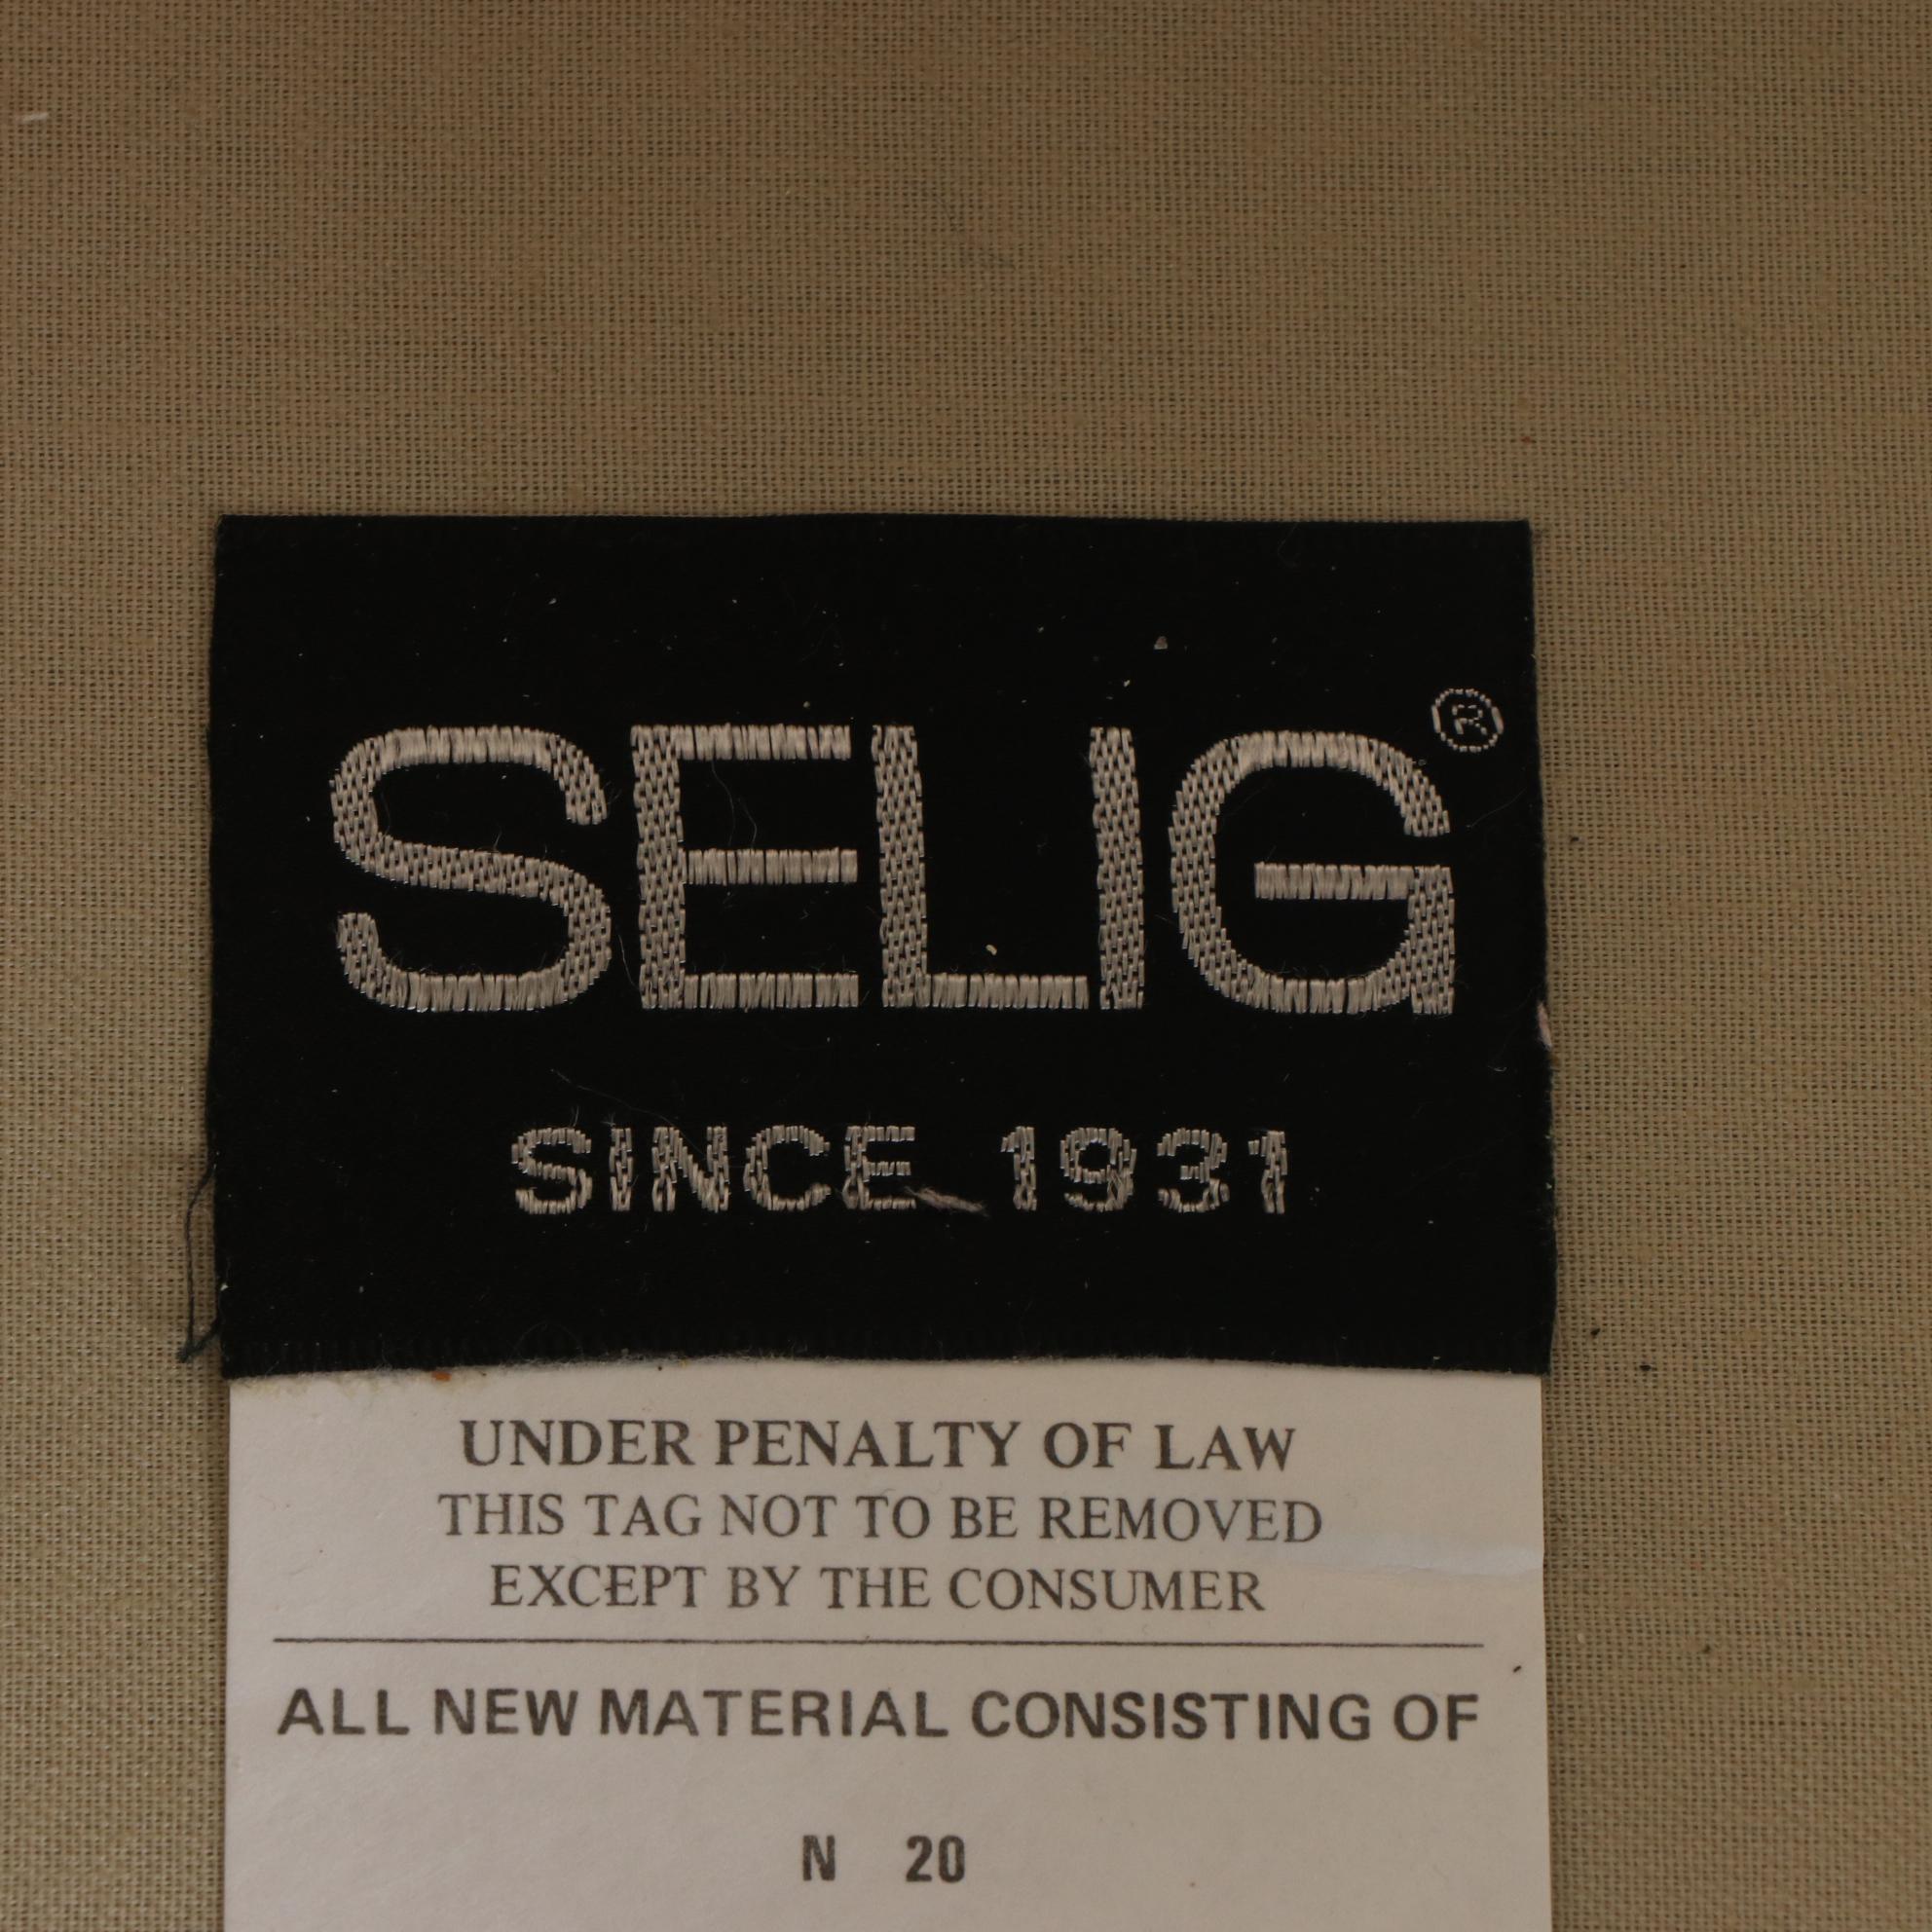 SELIG®
SINCE 1931
UNDER PENALTY OF LAW
THIS TAG NOT TO BE REMOVED
EXCEPT BY THE CONSUMER
ALL NEW MATERIAL CONSISTING OF
N 20